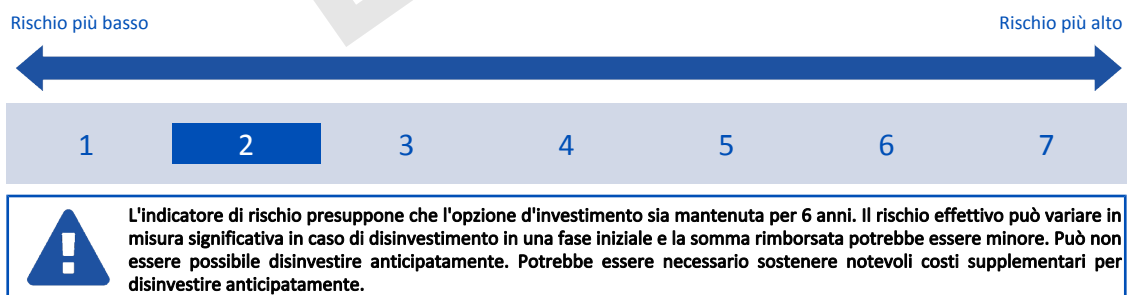 Rischio più basso Rischio più alto
1 2 3 4 5 6 7
L'indicatore di rischio presuppone che l'opzione d'investimento sia mantenuta per 6 anni. Il rischio effettivo può variare in
misura significativa in caso di disinvestimento in una fase iniziale e la somma rimborsata potrebbe essere minore. Può non
essere possibile disinvestire anticipatamente. Potrebbe essere necessario sostenere notevoli costi supplementari per
disinvestire anticipatamente.